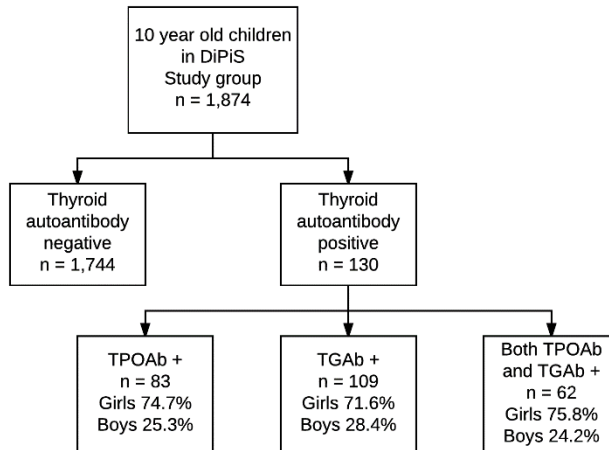 10 year old children
in DiPiS
Study group
n = 1,874
Thyroid
autoantibody
negative
n = 1,744
Thyroid
autoantibody
positive
n = 130
TPOAb +
n = 83
Girls 74.7%
Boys 25.3%
TGAb +
n = 109
Girls 71.6%
Boys 28.4%
Both TPOAb
and TGAb +
n = 62
Girls 75.8%
Boys 24.2%